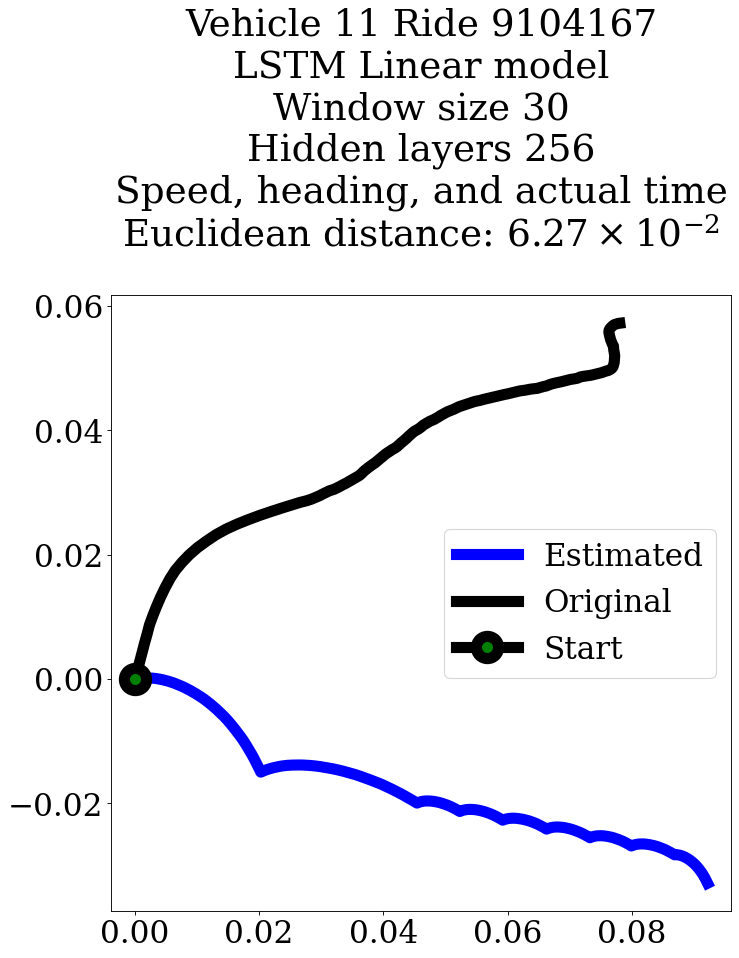 Vehicle 11 Ride 9104167
LSTM Linear model
Window size 30
Hidden layers 256
Speed, heading, and actual time
Euclidean distance: 6.27 × 10⁻²
0.06
0.04
0.02
0.00
−0.02
Estimated
Original
Start
0.00 0.02 0.04 0.06 0.08